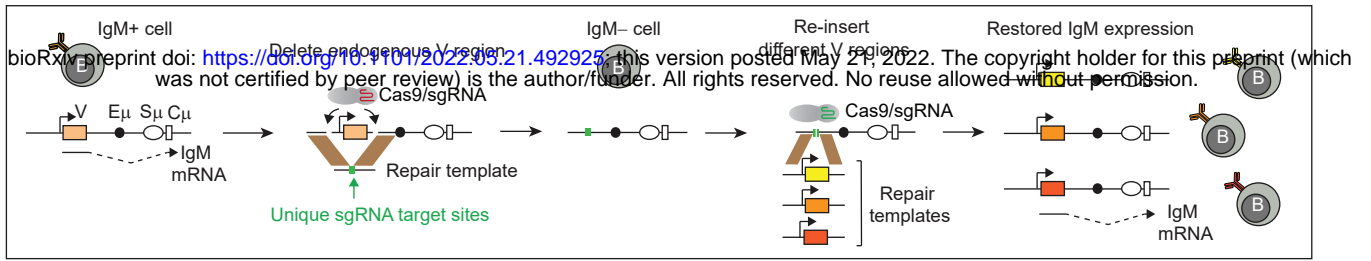 IgM+ cell
IgM– cell
Re-insert
different V regions
Restored IgM expression
Delete endogenous V region
bioRxiv preprint doi: https://doi.org/10.1101/2022.05.21.492925; this version posted May 21, 2022. The copyright holder for this preprint (which
was not certified by peer review) is the author/funder. All rights reserved. No reuse allowed without permission.
B
B
B
V Eμ Sμ Cμ
Cas9/sgRNA
Cas9/sgRNA
IgM
mRNA
Repair template
Unique sgRNA target sites
Repair
templates
B
B
IgM
mRNA